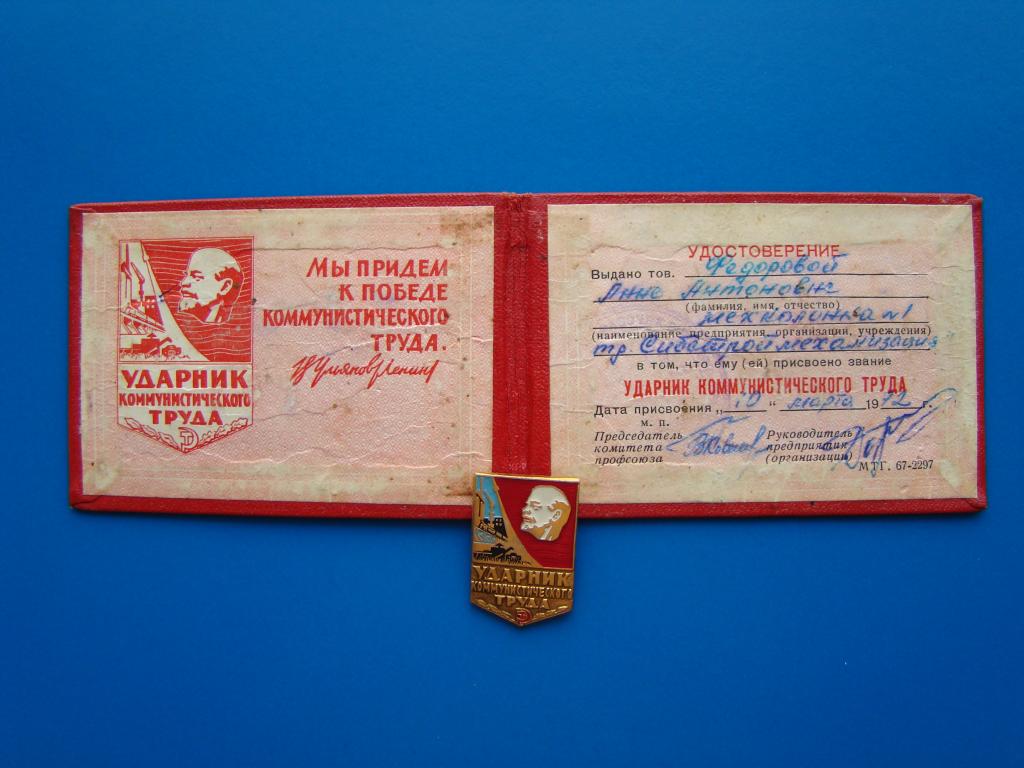 УДАРНИК
КОММУНИСТИЧЕСКОГО
ТРУДА
МЫ ПРИДЕМ
К ПОБЕДЕ
КОММУНИСТИЧЕСКОГО
ТРУДА.
В Ульянов (Ленин)
УДОСТОВЕРЕНИЕ
Выдано тов. Федоровой
Анне Антоновне
(фамилия, имя, отчество)
мехколонна №1
(наименование предприятия, организации, учреждения)
тр. Сибстроймеханизация
в том, что ему (ей) присвоено звание
УДАРНИК КОММУНИСТИЧЕСКОГО ТРУДА
Дата присвоения „10" марта 1972 г.
м. п.
Председатель
комитета
профсоюза
Руководитель
предприятия
(организации)
МТГ. 67-2297
УДАРНИК
КОММУНИСТИЧЕСКОГО
ТРУДА